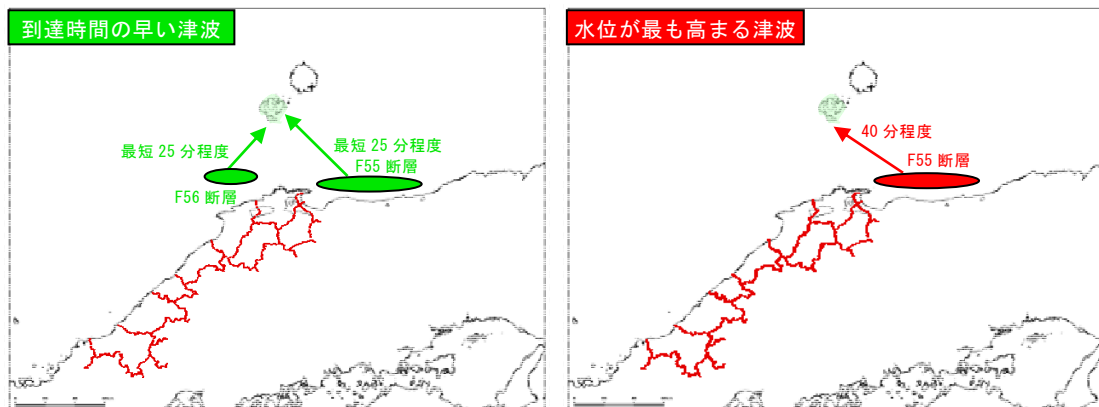 到達時間の早い津波
最短 25 分程度
F56 断層
最短 25 分程度
F55 断層
水位が最も高まる津波
40 分程度
F55 断層